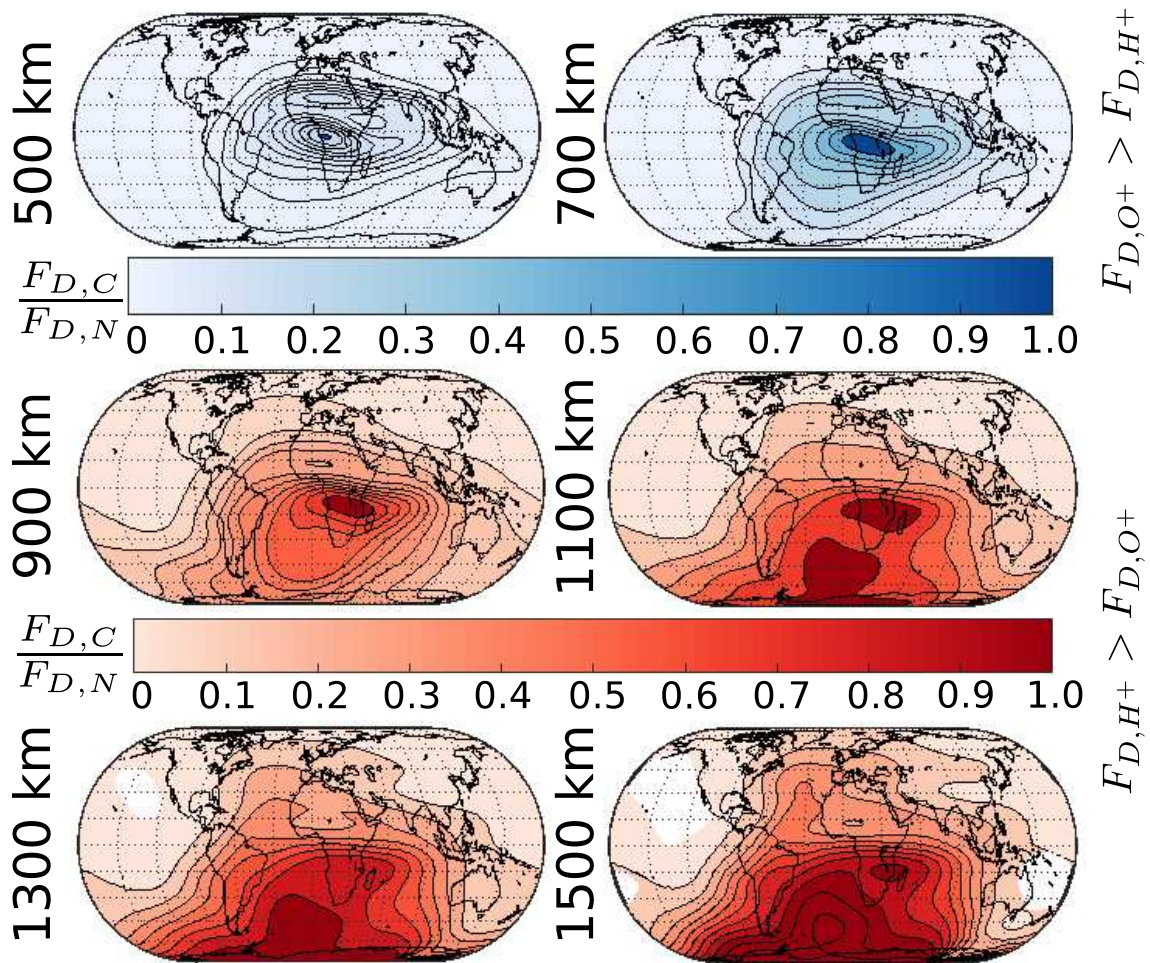 500 km
700 km
F_{D,O^+} > F_{D,H^+}
F_{D,C}
F_{D,N}
0 0.1 0.2 0.3 0.4 0.5 0.6 0.7 0.8 0.9 1.0
900 km
1100 km
F_{D,C}
F_{D,N}
0 0.1 0.2 0.3 0.4 0.5 0.6 0.7 0.8 0.9 1.0
F_{D,H^+} > F_{D,O^+}
1300 km
1500 km